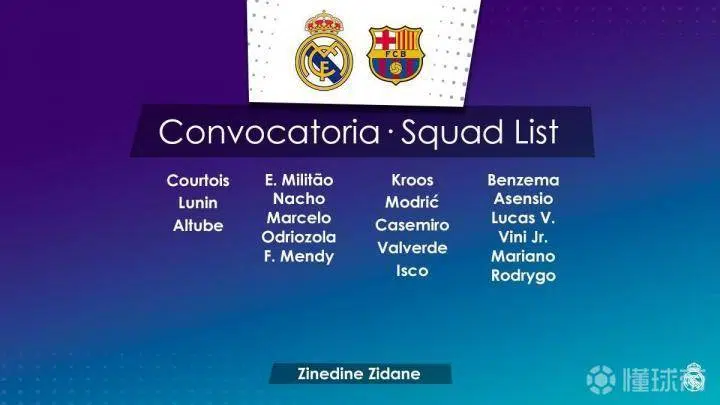 FCB
Convocatoria·Squad List
Courtois
Lunin
Altube
E. Militão
Nacho
Marcelo
Odriozola
F. Mendy
Kroos
Modrić
Casemiro
Valverde
Isco
Benzema
Asensio
Lucas V.
Vini Jr.
Mariano
Rodrygo
Zinedine Zidane
懂球帝